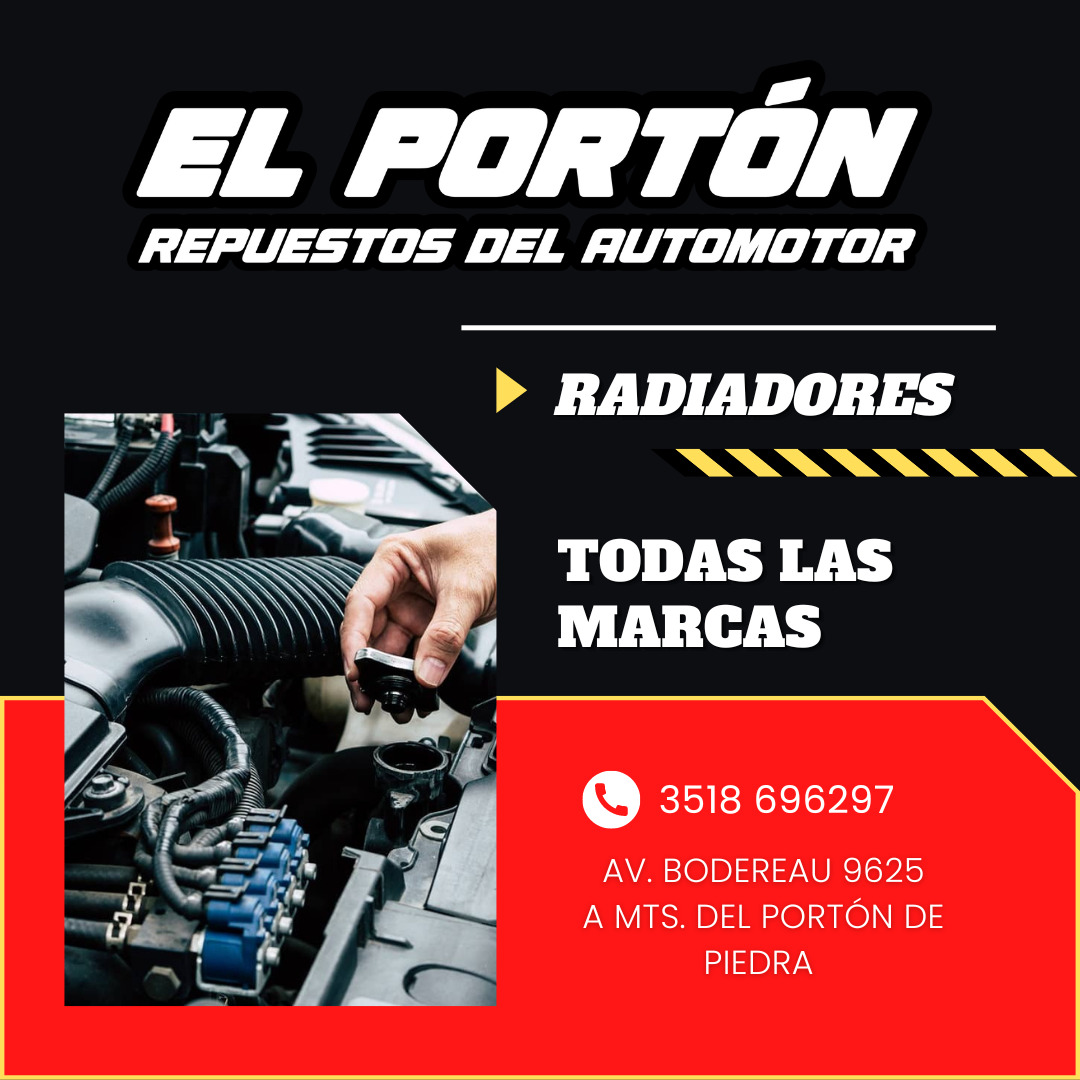 EL PORTÓN
REPUESTOS DEL AUTOMOTOR
RADIADORES
TODAS LAS
MARCAS
3518 696297
AV. BODEREAU 9625
A MTS. DEL PORTÓN DE
PIEDRA